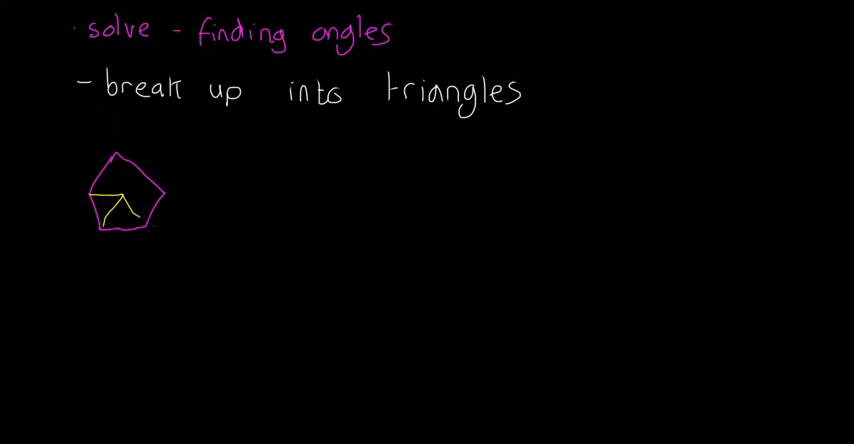 solve - finding angles
- break up into triangles